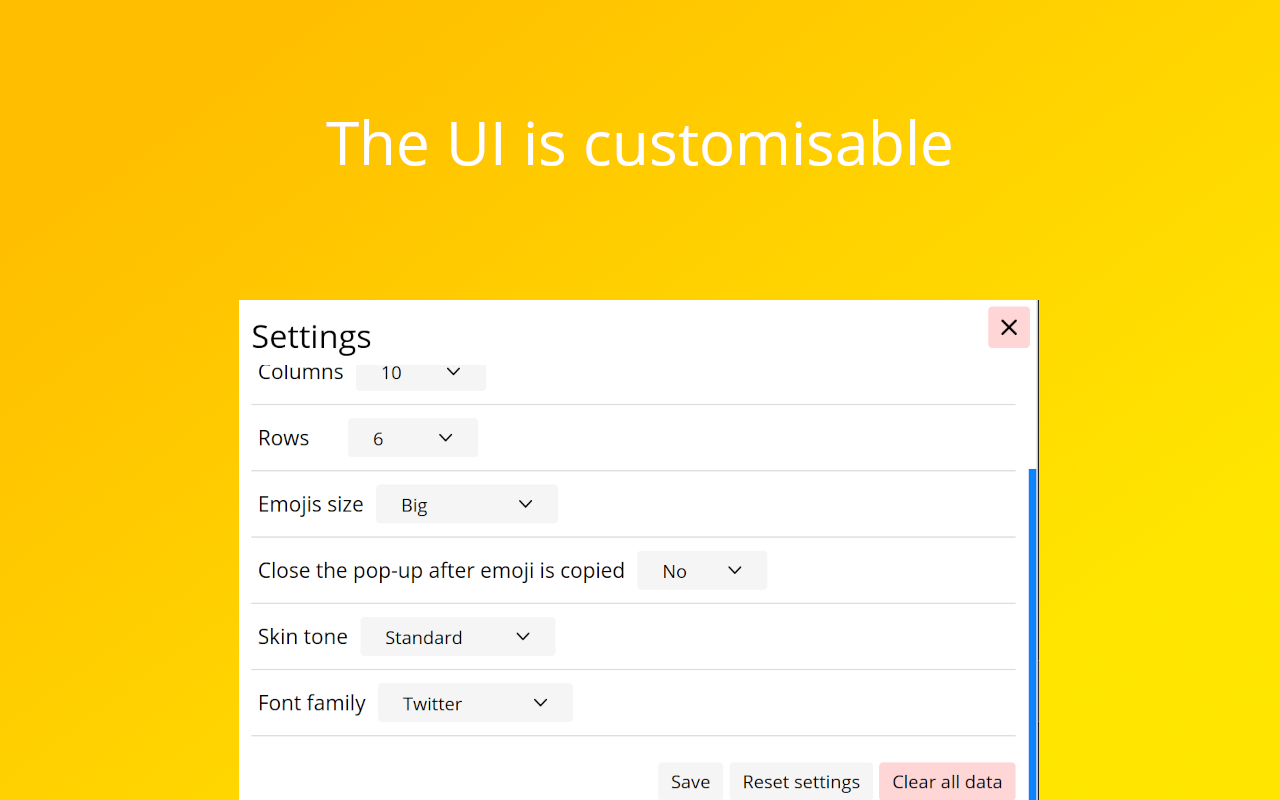 The UI is customisable
Settings
Columns 10
Rows 6
Emojis size Big
Close the pop-up after emoji is copied No
Skin tone Standard
Font family Twitter
Save Reset settings Clear all data